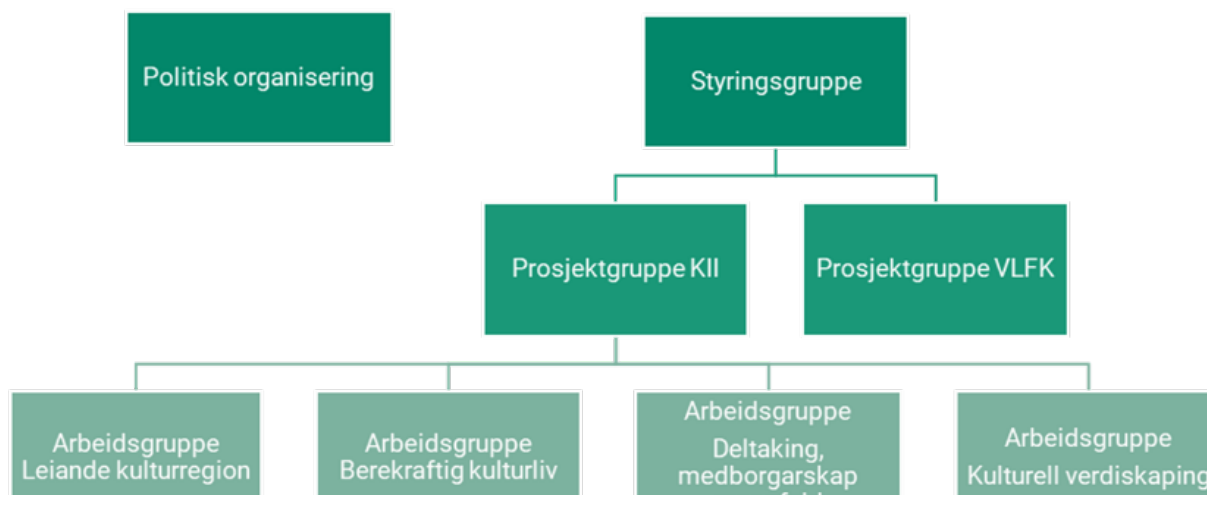 Politisk organisering
Styringsgruppe
Prosjektgruppe KII
Prosjektgruppe VLFK
Arbeidsgruppe
Leiande kulturregion
Arbeidsgruppe
Berekraftig kulturliv
Arbeidsgruppe
Deltaking,
medborgarskap
Arbeidsgruppe
Kulturell verdiskaping